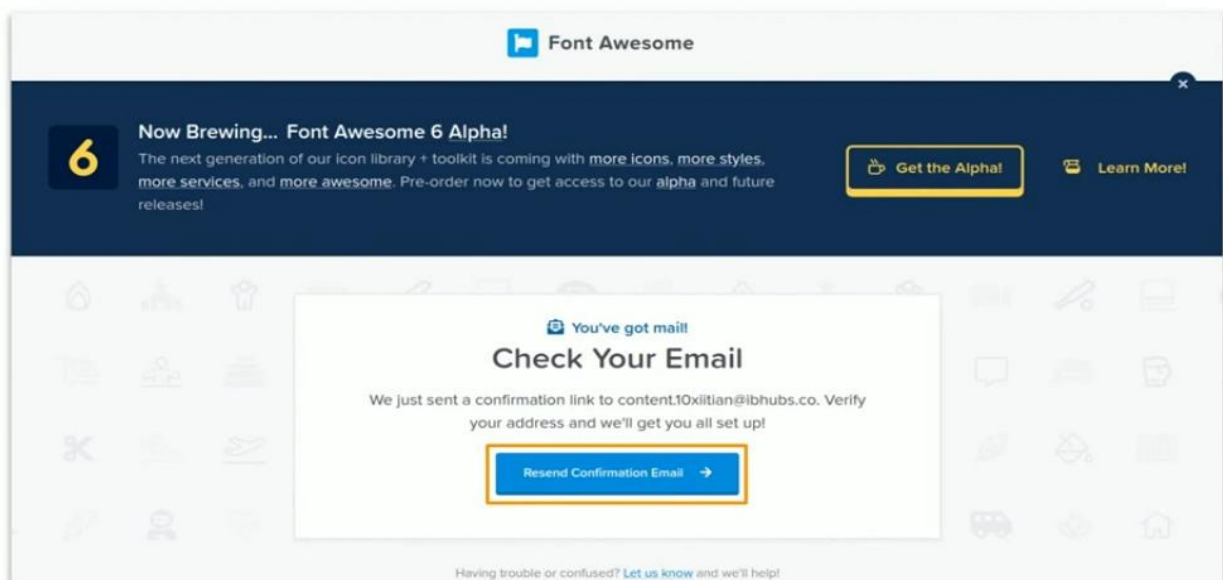 Font Awesome
6
Now Brewing... Font Awesome 6 Alpha!
The next generation of our icon library + toolkit is coming with more icons, more styles,
more services, and more awesome. Pre-order now to get access to our alpha and future
releases!
Get the Alpha!
Learn More!
You've got mail!
Check Your Email
We just sent a confirmation link to content.10xiitian@ibhubs.co. Verify
your address and we'll get you all set up!
Resend Confirmation Email →
Having trouble or confused? Let us know and we'll help!